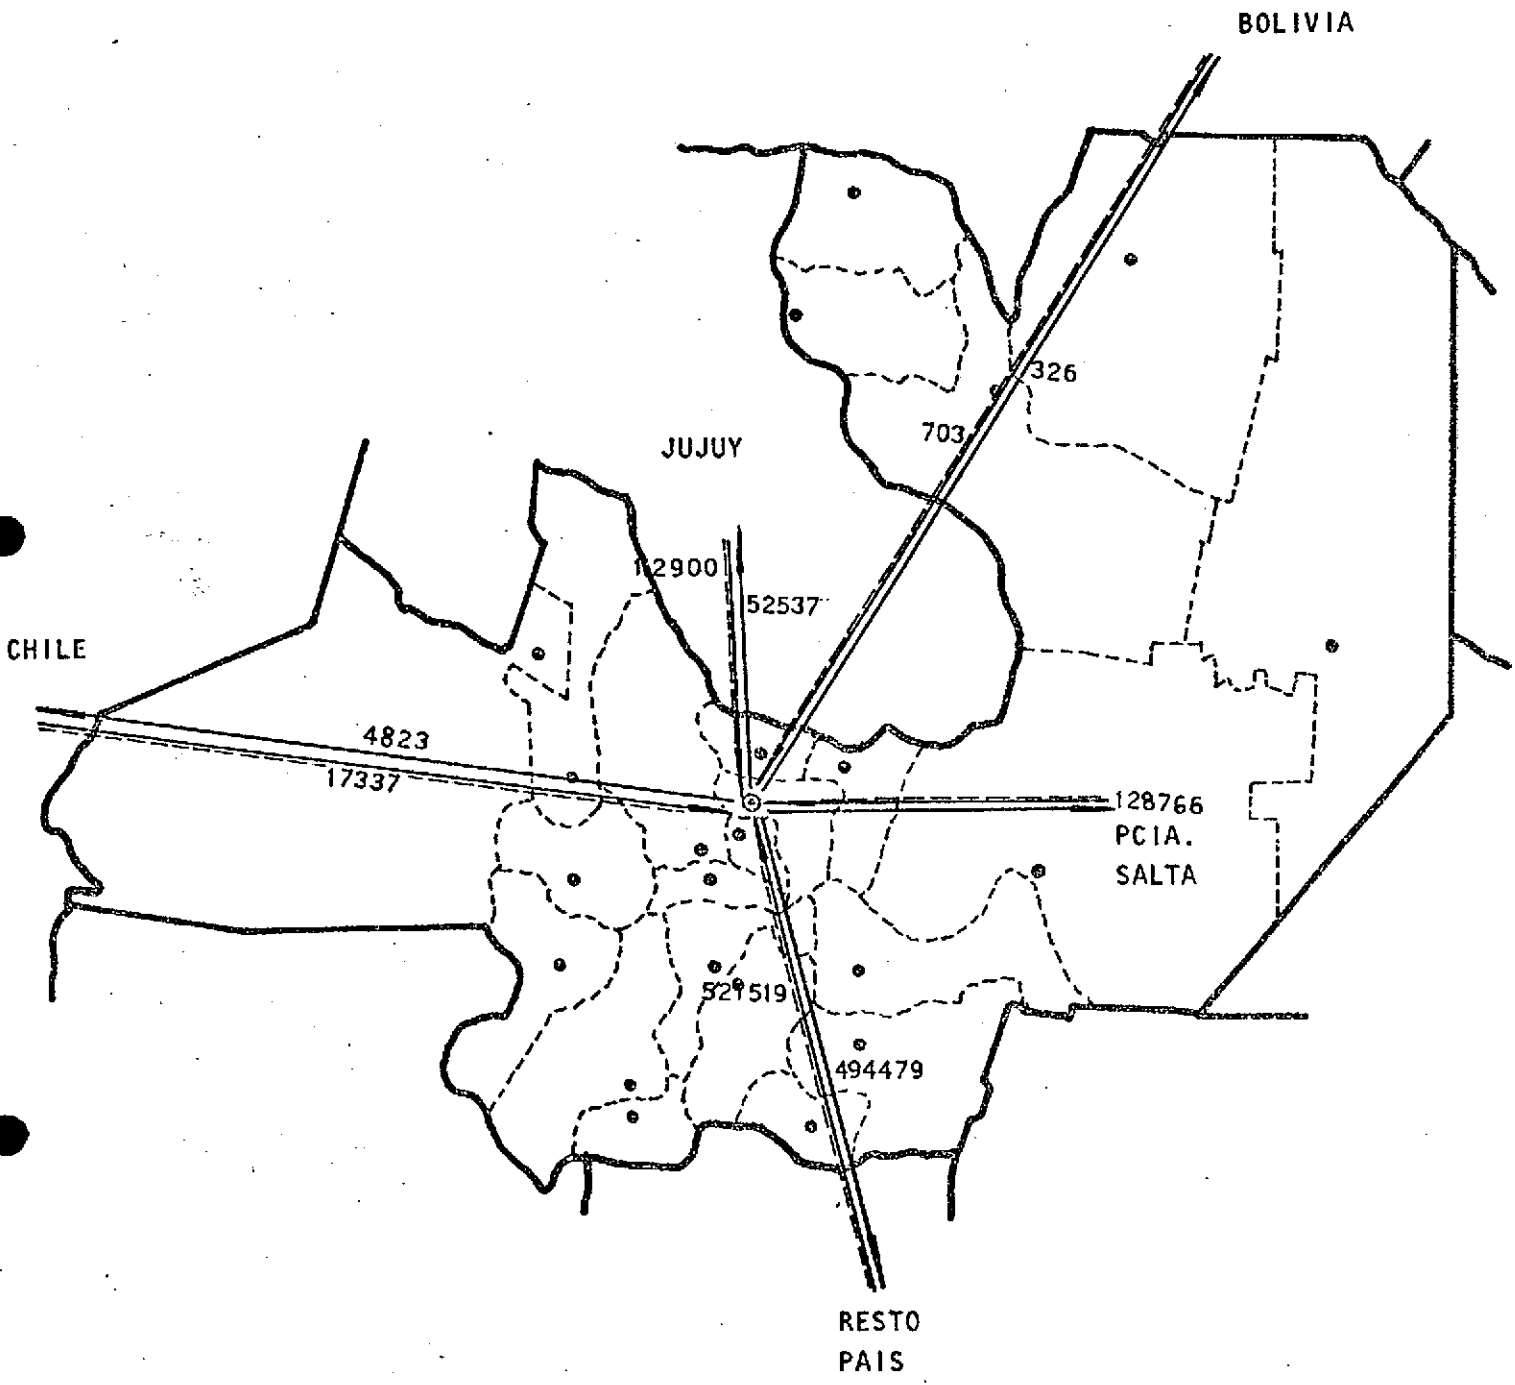 BOLIVIA
326
703
JUJUY
12900
52537
CHILE
4823
17337
128766
PCIA.
SALTA
521519
494479
RESTO
PAIS